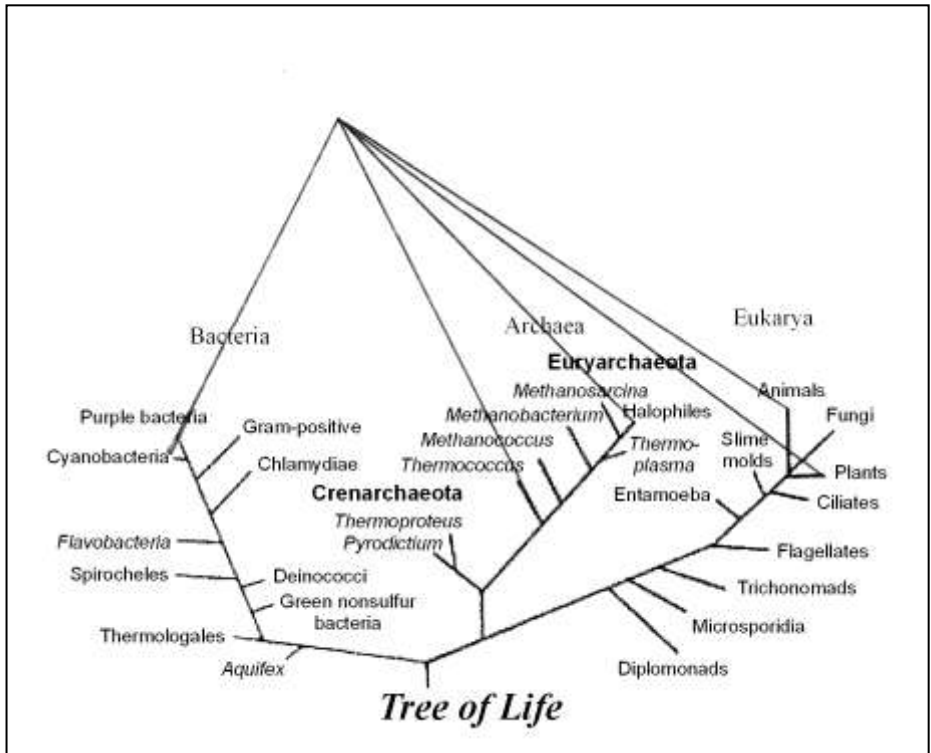 Bacteria
Archaea
Eukarya
Euryarchaeota
Methanosarcina
Animals
Purple bacteria
Methanobacterium
Halophiles
Fungi
Gram-positive
Methanococcus
Thermo-
plasma
Slime
molds
Cyanobacteria
Chlamydiae
Thermococcus
Plants
Crenarchaeota
Entamoeba
Ciliates
Thermoproteus
Flavobacteria
Pyrodictium
Flagellates
Spirocheles
Deinococci
Trichonomads
Green nonsulfur
bacteria
Microsporidia
Thermologales
Aquifex
Diplomonads
Tree of Life